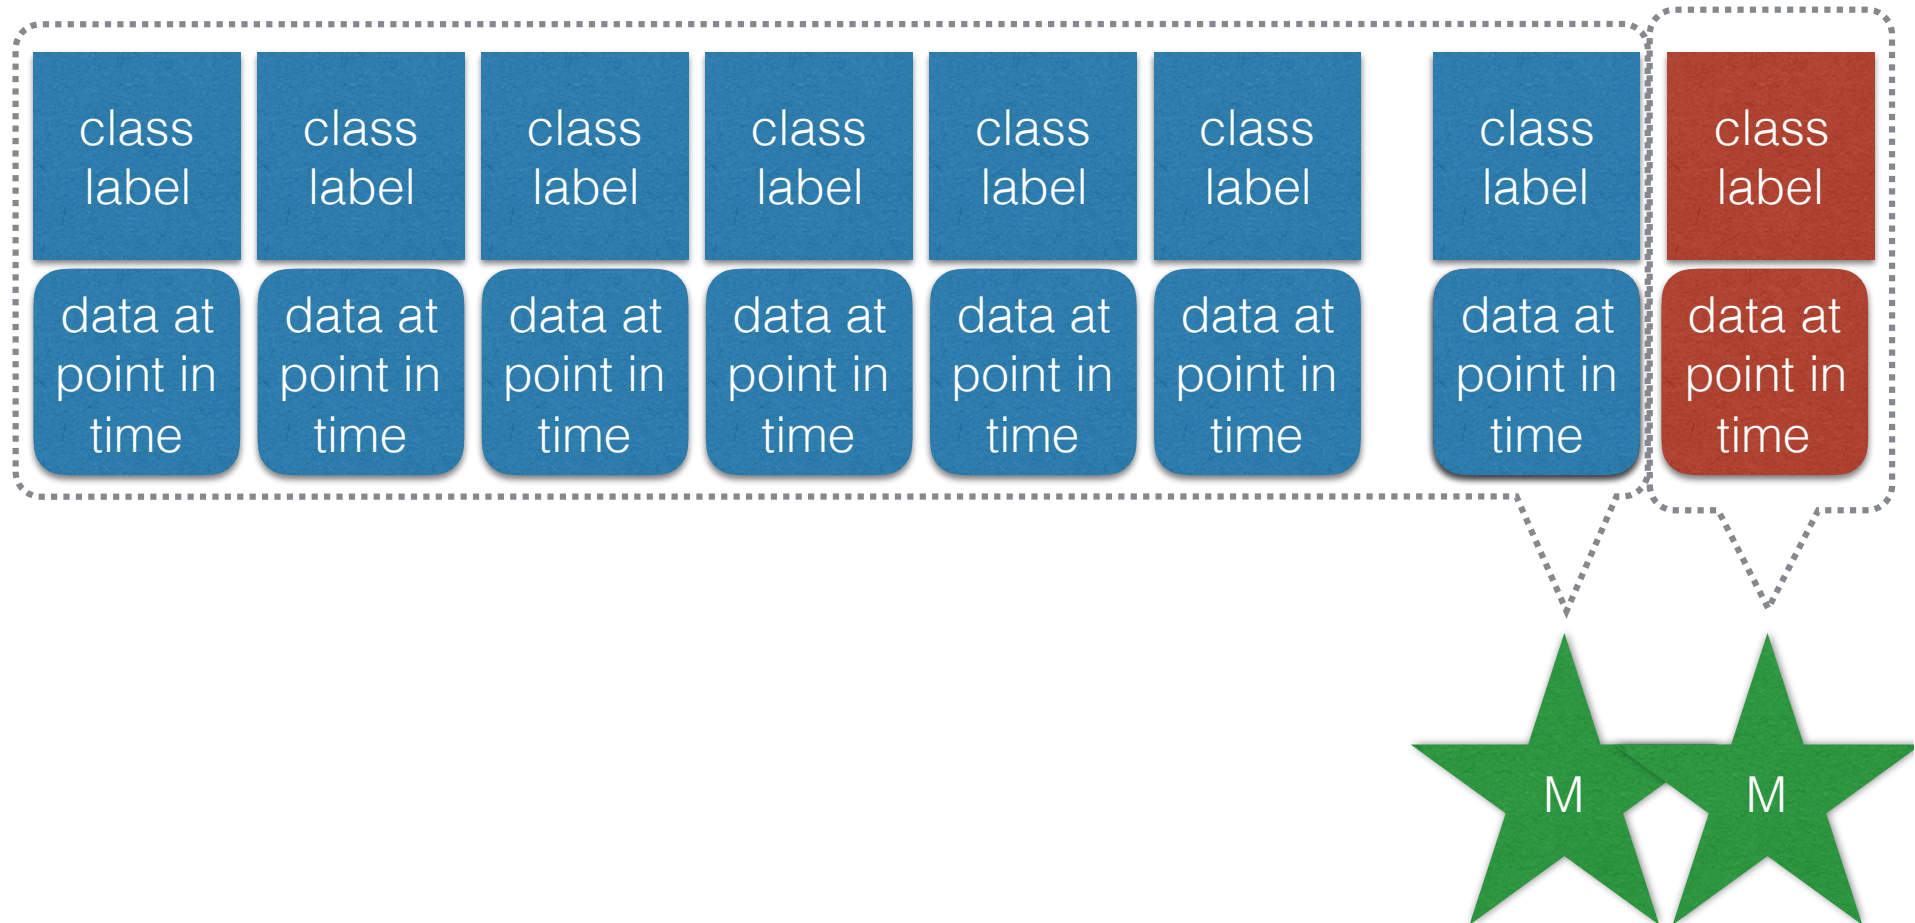 class
label
class
label
class
label
class
label
class
label
class
label
class
label
class
label
data at
point in
time
data at
point in
time
data at
point in
time
data at
point in
time
data at
point in
time
data at
point in
time
data at
point in
time
data at
point in
time
M
M